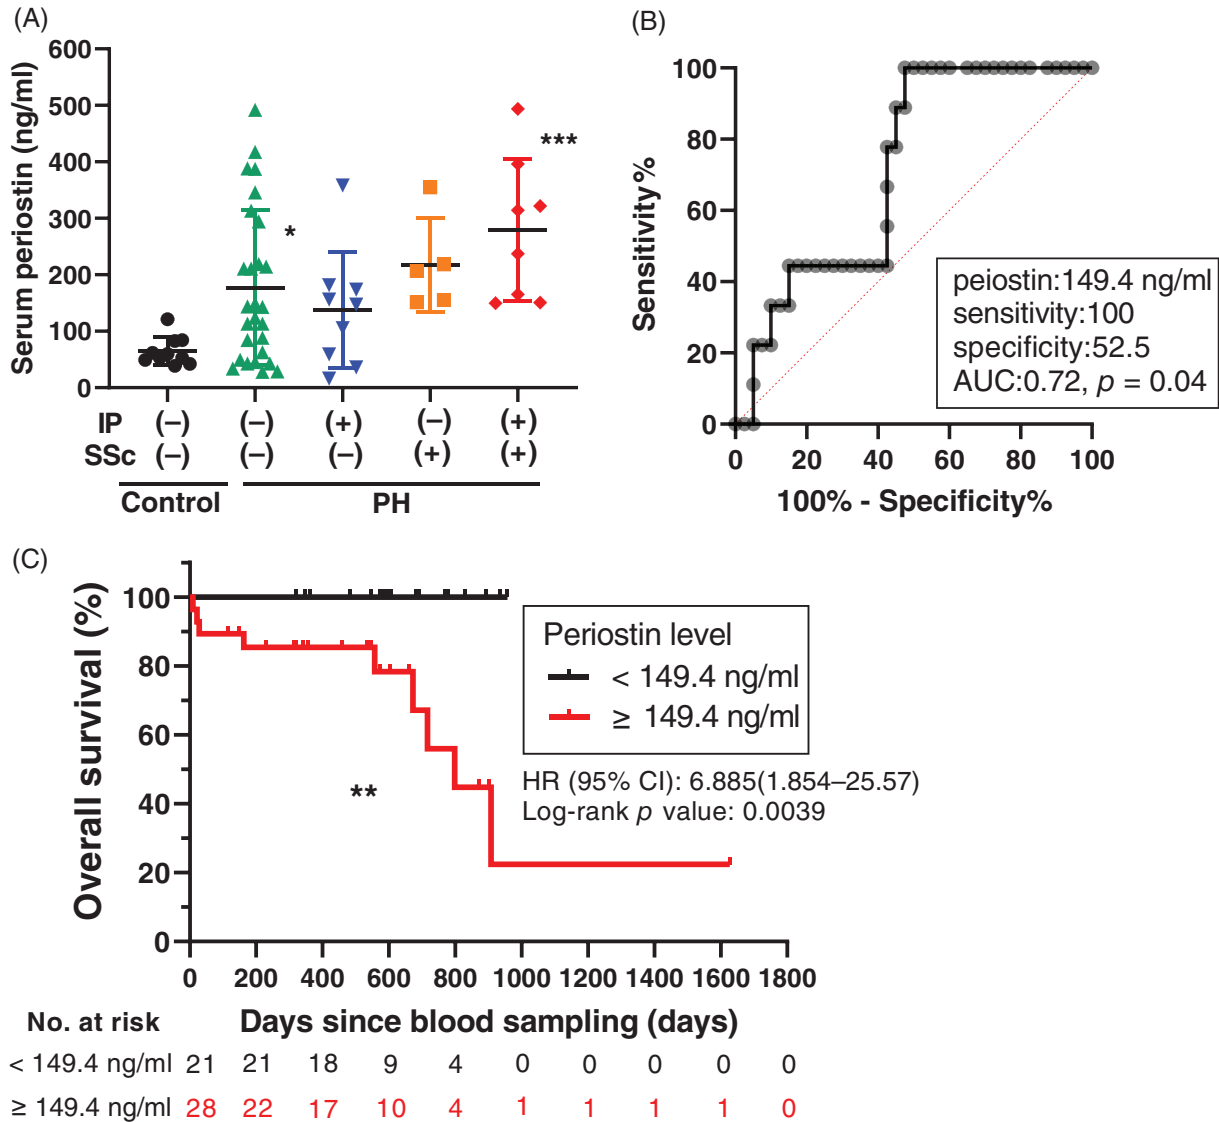 (A)
600
500
400
300
200
100
0
Serum periostin (ng/ml)
*
***
IP (–) (–) (+) (–) (+)
SSc (–) (–) (–) (+) (+)
Control PH
(B)
100
80
60
40
20
0
Sensitivity%
peiostin:149.4 ng/ml
sensitivity:100
specificity:52.5
AUC:0.72, p = 0.04
0 20 40 60 80 100
100% - Specificity%
(C)
100
80
60
40
20
0
Overall survival (%)
Periostin level
< 149.4 ng/ml
≥ 149.4 ng/ml
HR (95% CI): 6.885(1.854–25.57)
Log-rank p value: 0.0039
**
0 200 400 600 800 1000 1200 1400 1600 1800
No. at risk Days since blood sampling (days)
< 149.4 ng/ml 21 21 18 9 4 0 0 0 0 0
≥ 149.4 ng/ml 28 22 17 10 4 1 1 1 1 0